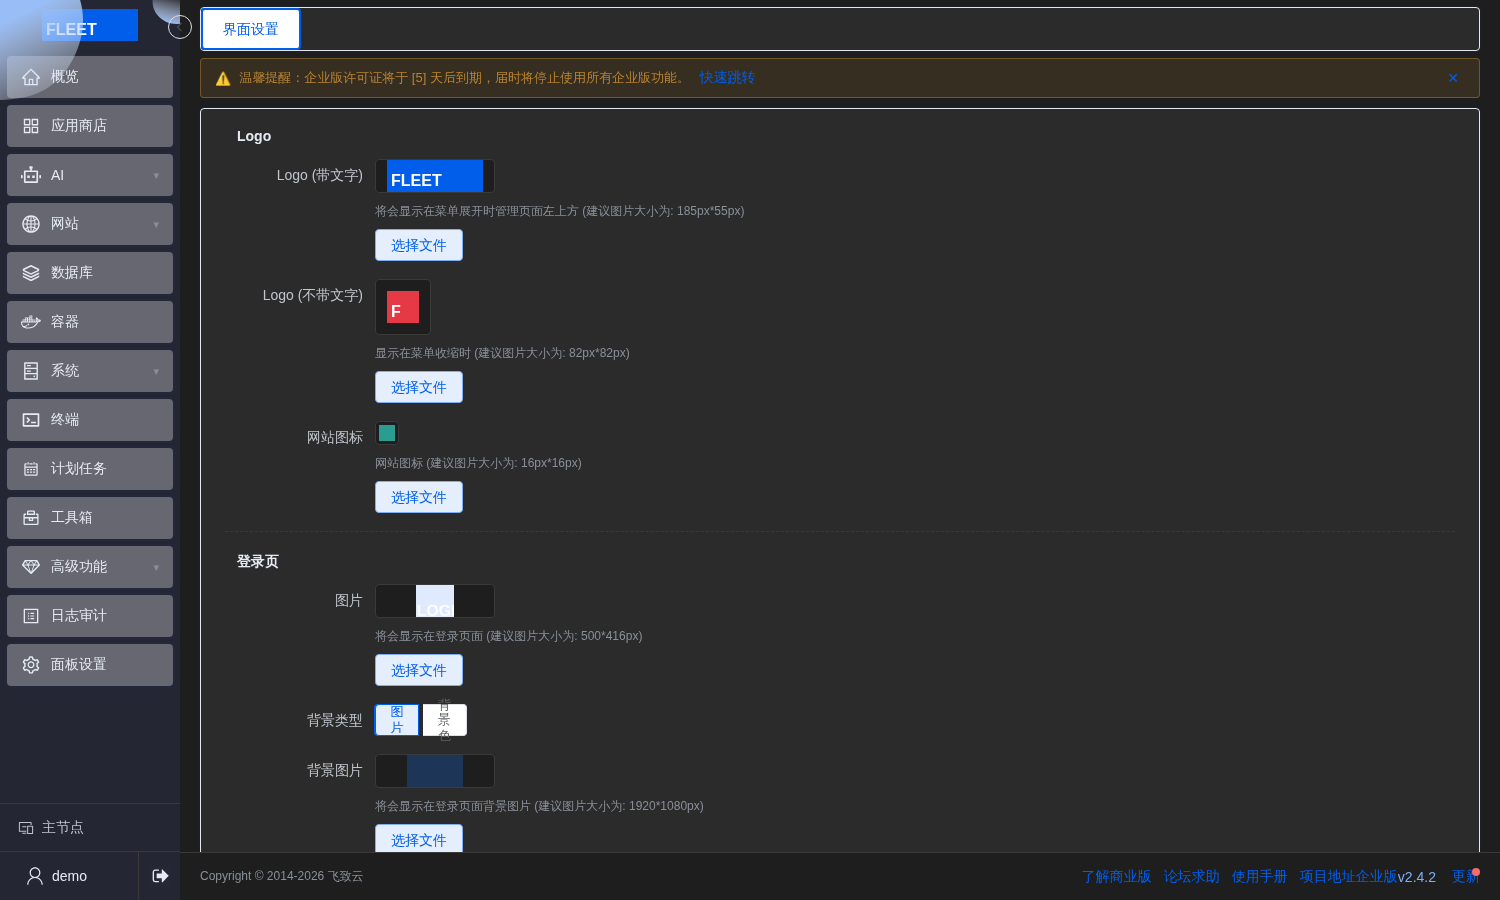 FLEET
概览
应用商店
AI
网站
数据库
容器
系统
终端
计划任务
工具箱
高级功能
日志审计
面板设置
主节点
demo
界面设置
温馨提醒：企业版许可证将于 [5] 天后到期，届时将停止使用所有企业版功能。 快速跳转
Logo
Logo (带文字)
FLEET
将会显示在菜单展开时管理页面左上方 (建议图片大小为: 185px*55px)
选择文件
Logo (不带文字)
F
显示在菜单收缩时 (建议图片大小为: 82px*82px)
选择文件
网站图标
网站图标 (建议图片大小为: 16px*16px)
选择文件
登录页
图片
LOGI
将会显示在登录页面 (建议图片大小为: 500*416px)
选择文件
背景类型
图片
背景色
背景图片
将会显示在登录页面背景图片 (建议图片大小为: 1920*1080px)
选择文件
Copyright © 2014-2026 飞致云
了解商业版 论坛求助 使用手册 项目地址企业版v2.4.2 更新